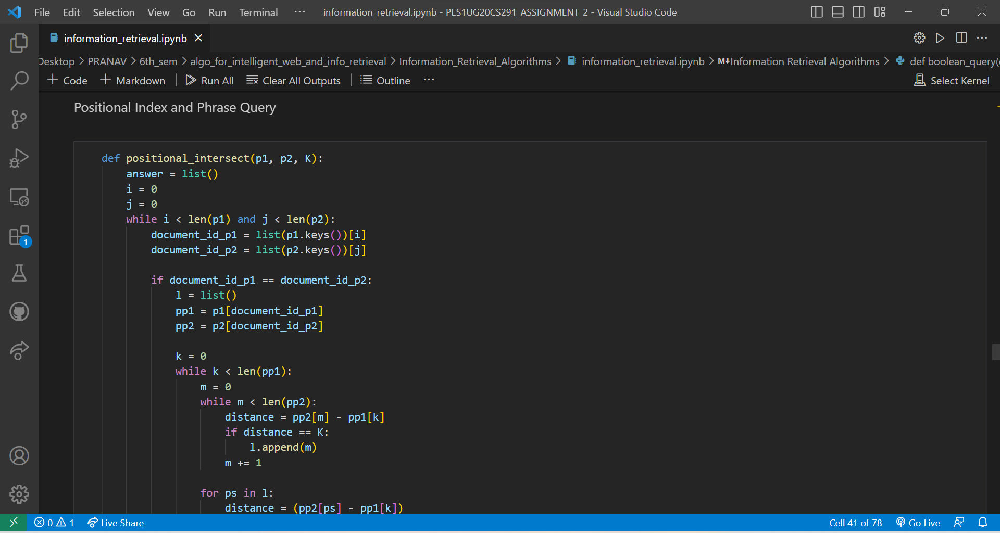 File Edit Selection View Go Run Terminal ··· information_retrieval.ipynb - PES1UG20CS291_ASSIGNMENT_2 - Visual Studio Code
information_retrieval.ipynb
Desktop > PRANAV > 6th_sem > algo_for_intelligent_web_and_info_retrieval > Information_Retrieval_Algorithms > information_retrieval.ipynb > M↓Information Retrieval Algorithms > def boolean_query(
+ Code + Markdown | Run All Clear All Outputs | Outline ··· Select Kernel
Positional Index and Phrase Query
def positional_intersect(p1, p2, K):
    answer = list()
    i = 0
    j = 0
    while i < len(p1) and j < len(p2):
        document_id_p1 = list(p1.keys())[i]
        document_id_p2 = list(p2.keys())[j]
        if document_id_p1 == document_id_p2:
            l = list()
            pp1 = p1[document_id_p1]
            pp2 = p2[document_id_p2]
            k = 0
            while k < len(pp1):
                m = 0
                while m < len(pp2):
                    distance = pp2[m] - pp1[k]
                    if distance == K:
                        l.append(m)
                    m += 1
                for ps in l:
                    distance = (pp2[ps] - pp1[k])
1
0 1 Live Share Cell 41 of 78 Go Live